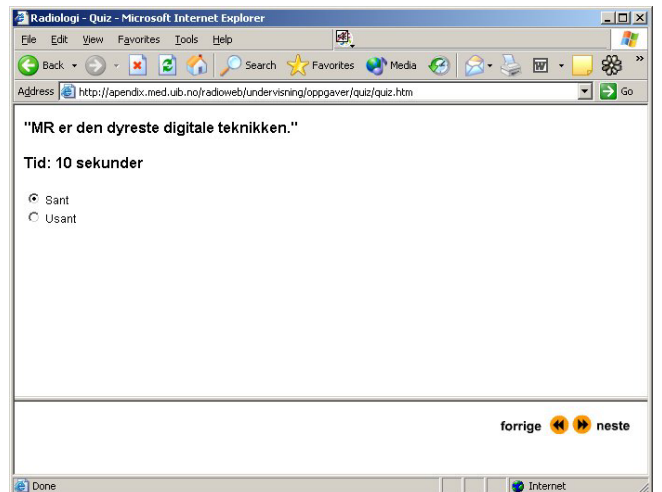 Radiologi - Quiz - Microsoft Internet Explorer
File Edit View Favorites Tools Help
Back Search Favorites Media
Address http://apendix.med.uib.no/radioweb/undervisning/oppgaver/quiz/quiz.htm Go
"MR er den dyreste digitale teknikken."
Tid: 10 sekunder
Sant
Usant
forrige neste
Done Internet